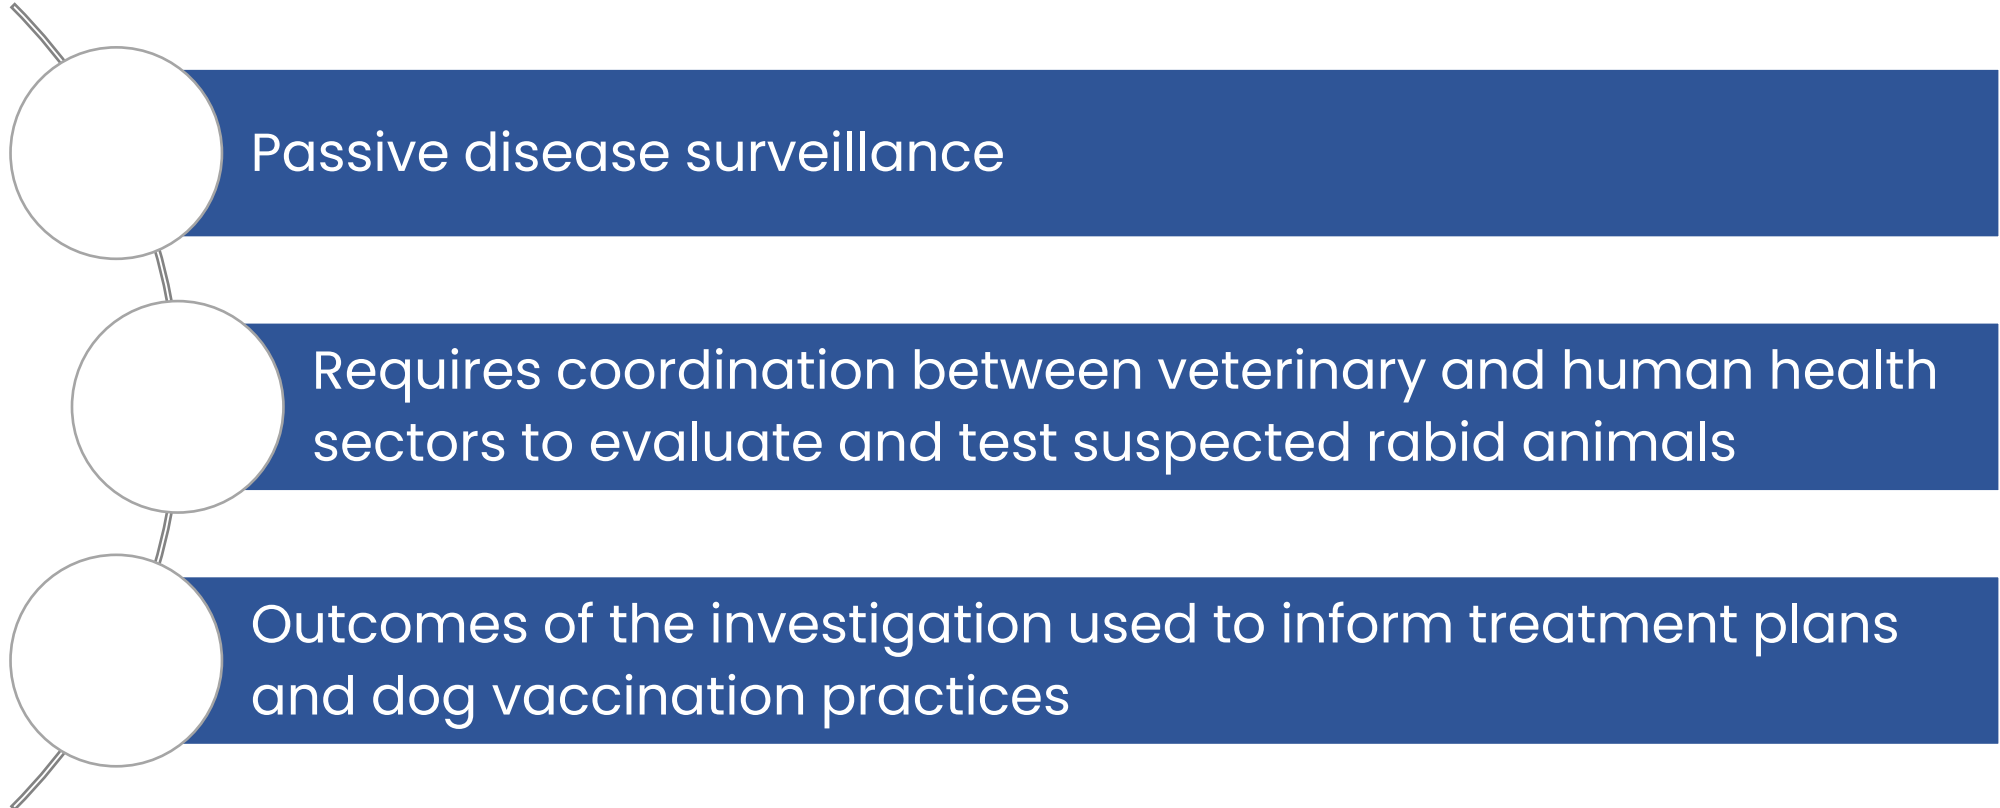 Passive disease surveillance
Requires coordination between veterinary and human health
sectors to evaluate and test suspected rabid animals
Outcomes of the investigation used to inform treatment plans
and dog vaccination practices